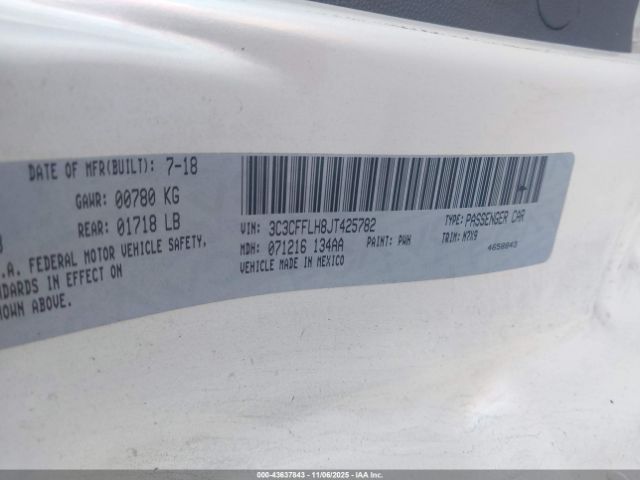 DATE OF MFR(BUILT): 7-18
GAWR: 00780 KG
REAR: 01718 LB
.A. FEDERAL MOTOR VEHICLE SAFETY,
NDARDS IN EFFECT ON
HOWN ABOVE.
VIN: 3C3CFFLH8JT425782
TYPE: PASSENGER CAR
MDH: 071216 134AA
PAINT: PWH
TRIM: M7X9
VEHICLE MADE IN MEXICO
4658843
000-43637843 | 11/06/2025 - IAA Inc.